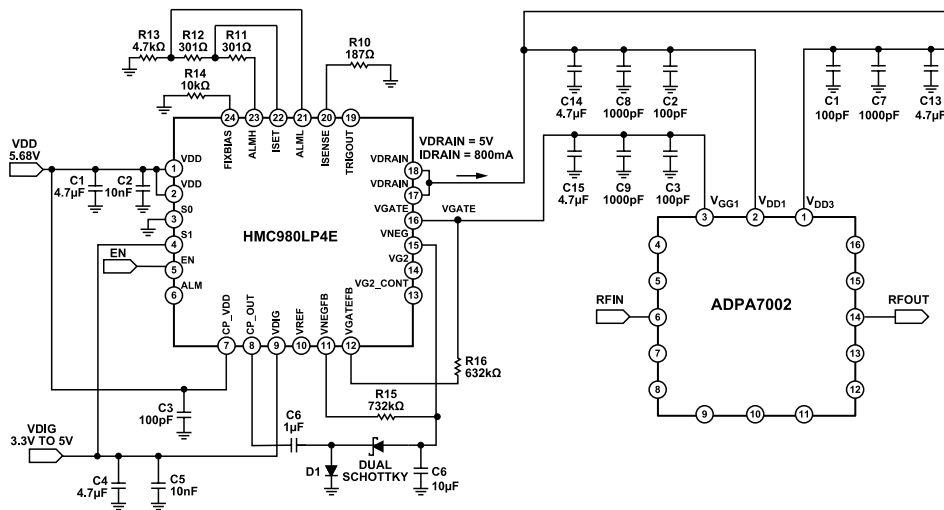 R13 R12 R11
4.7kΩ 301Ω 301Ω
R10
187Ω
R14
10kΩ
24 23 22 21 20 19
FIXBIAS ALMH ISET ALML ISENSE TRIGOUT
VDD
5.68V
C1
4.7µF
C2
10nF
1 VDD
2 VDD
3 S0
4 S1
EN
5 EN
6 ALM
HMC980LP4E
VDRAIN 18
VDRAIN 17
VGATE 16
VNEG 15
VG2 14
VG2_CONT 13
VDRAIN = 5V
IDRAIN = 800mA
VGATE
CP_VDD CP_OUT VDIG VREF VNEGFB VGATEFB
7 8 9 10 11 12
R16
632kΩ
R15
732kΩ
C3
100pF
C6
1µF
VDIG
3.3V TO 5V
C4
4.7µF
C5
10nF
D1
DUAL
SCHOTTKY
C6
10µF
C14
4.7µF
C8
1000pF
C2
100pF
C1
100pF
C7
1000pF
C13
4.7µF
C15
4.7µF
C9
1000pF
C3
100pF
VGG1 VDD1 VDD3
3 2 1
4
5
RFIN
6
7
8
ADPA7002
16
15
14
RFOUT
13
12
9 10 11